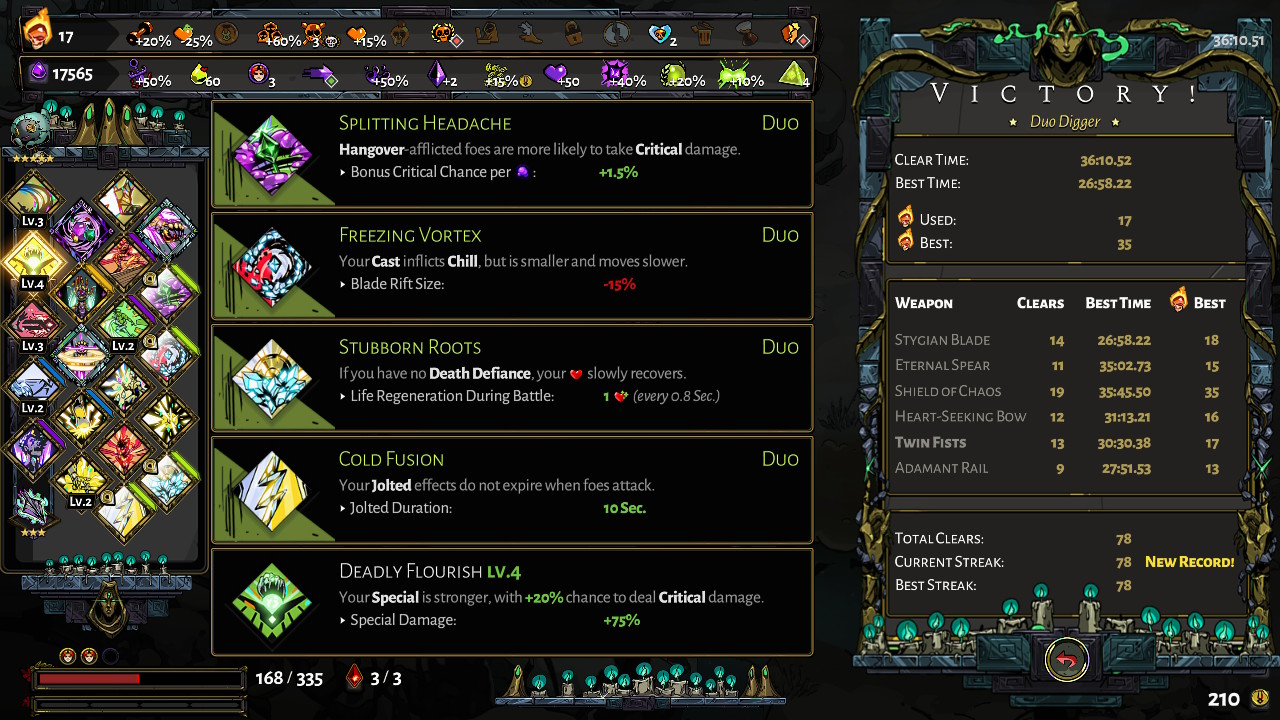 17
+20%
-25%
+60%
3
+15%
2
36:10.51
17565
+50%
60
3
+50%
+2
+15%
+50
+40%
+20%
+10%
4
VICTORY!
Duo Digger
SPLITTING HEADACHE Duo
Hangover-afflicted foes are more likely to take Critical damage.
Bonus Critical Chance per : +1.5%
FREEZING VORTEX Duo
Your Cast inflicts Chill, but is smaller and moves slower.
Blade Rift Size: -15%
STUBBORN ROOTS Duo
If you have no Death Defiance, your slowly recovers.
Life Regeneration During Battle: 1 (every 0.8 Sec.)
COLD FUSION Duo
Your Jolted effects do not expire when foes attack.
Jolted Duration: 10 Sec.
DEADLY FLOURISH LV.4
Your Special is stronger, with +20% chance to deal Critical damage.
Special Damage: +75%
Lv.3
Lv.4
Lv.3
Lv.2
Lv.2
Lv.2
168 / 335
3 / 3
CLEAR TIME: 36:10.52
BEST TIME: 26:58.22
USED: 17
BEST: 35
WEAPON CLEARS BEST TIME BEST
STYGIAN BLADE 14 26:58.22 18
ETERNAL SPEAR 11 35:02.73 15
SHIELD OF CHAOS 19 35:45.50 35
HEART-SEEKING BOW 12 31:13.21 16
TWIN FISTS 13 30:30.38 17
ADAMANT RAIL 9 27:51.53 13
TOTAL CLEARS: 78
CURRENT STREAK: 78 NEW RECORD!
BEST STREAK: 78
210